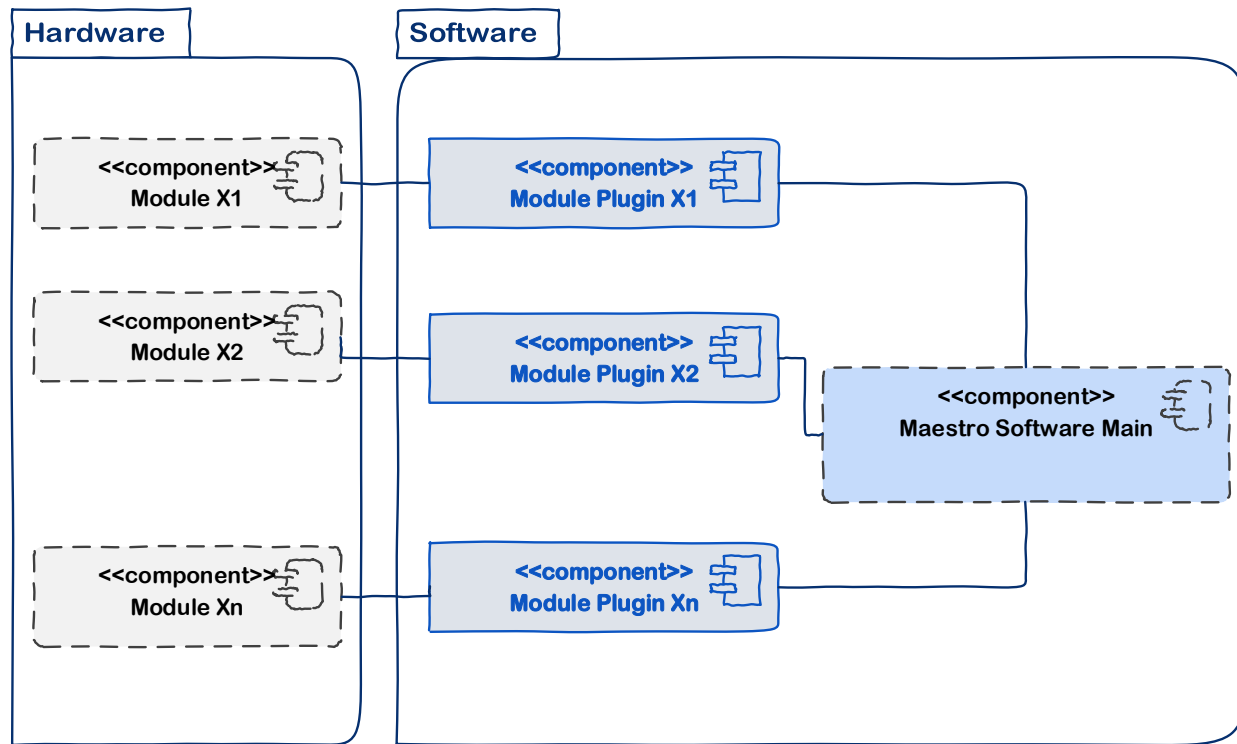 Hardware
Software
<<component>>
Module X1
<<component>>
Module Plugin X1
<<component>>
Module X2
<<component>>
Module Plugin X2
<<component>>
Maestro Software Main
<<component>>
Module Xn
<<component>>
Module Plugin Xn